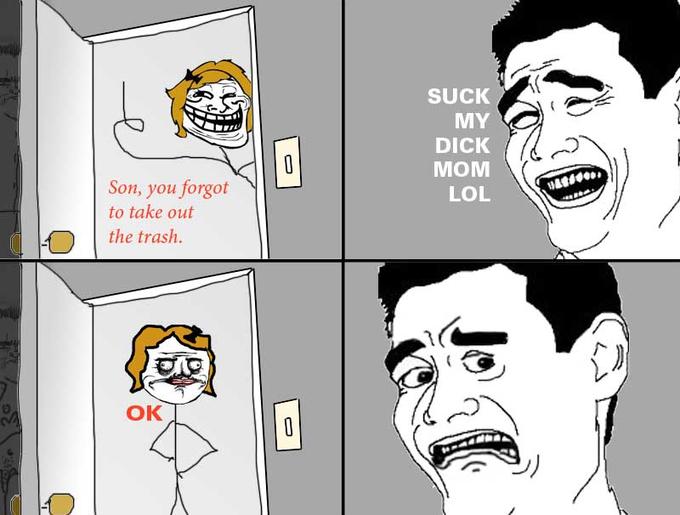 Son, you forgot
to take out
the trash.
SUCK
MY
DICK
MOM
LOL
OK